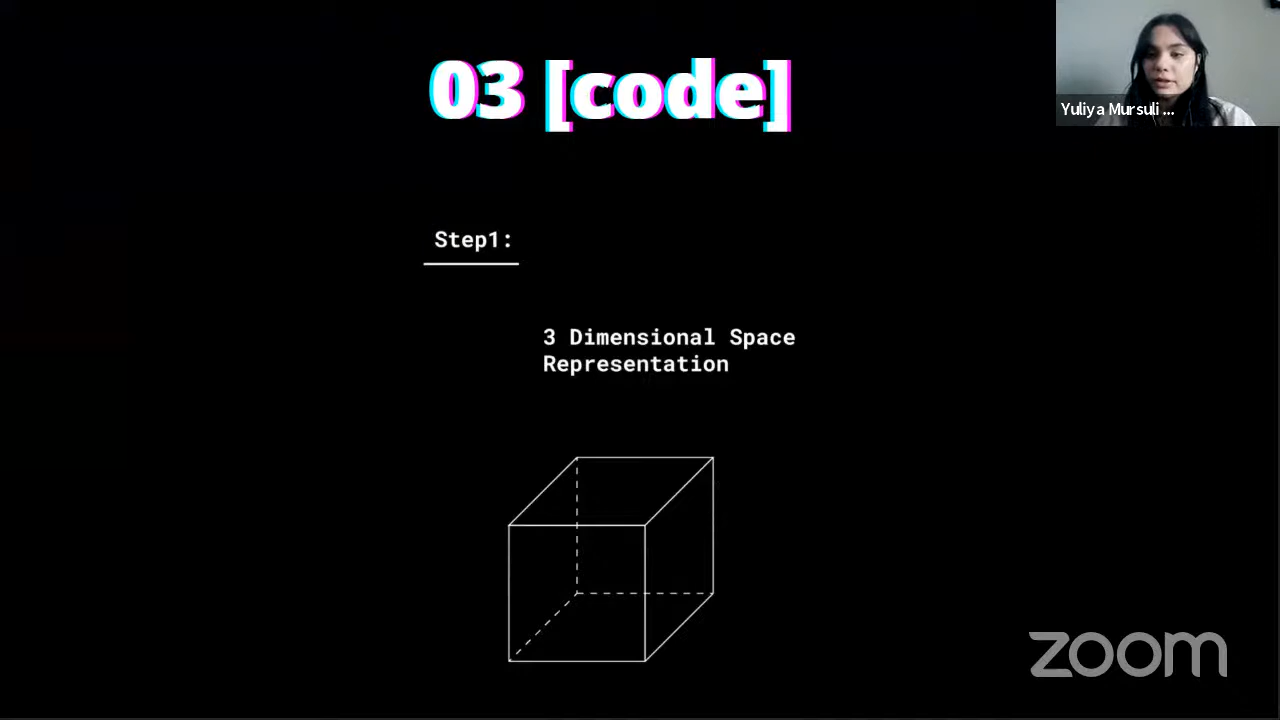 03 [code]
Yuliya Mursuli ...
Step1:
3 Dimensional Space
Representation
zoom